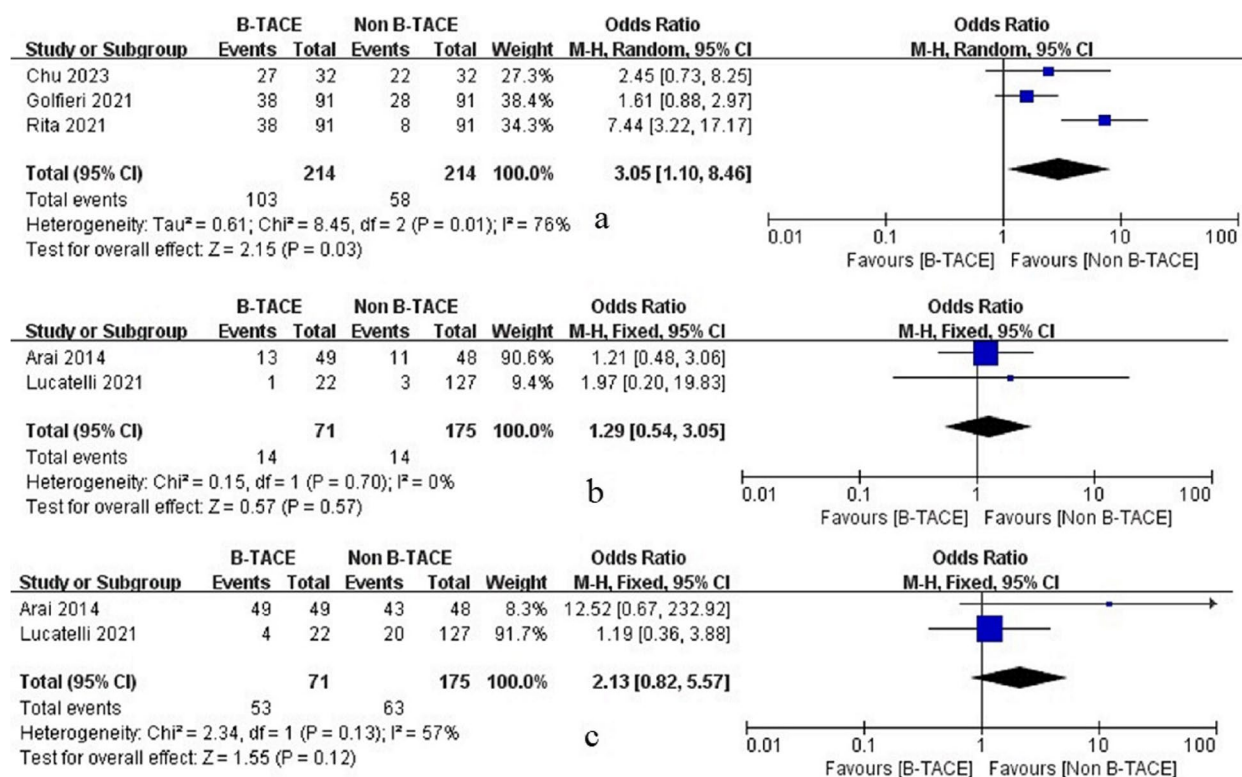 B-TACE Non B-TACE Odds Ratio Odds Ratio
Study or Subgroup Events Total Events Total Weight M-H, Random, 95% CI M-H, Random, 95% CI
Chu 2023 27 32 22 32 27.3% 2.45 [0.73, 8.25]
Golfieri 2021 38 91 28 91 38.4% 1.61 [0.88, 2.97]
Rita 2021 38 91 8 91 34.3% 7.44 [3.22, 17.17]
Total (95% CI) 214 214 100.0% 3.05 [1.10, 8.46]
Total events 103 58
Heterogeneity: Tau² = 0.61; Chi² = 8.45, df = 2 (P = 0.01); I² = 76%
Test for overall effect: Z = 2.15 (P = 0.03)
a
0.01 0.1 1 10 100
Favours [B-TACE] Favours [Non B-TACE]
B-TACE Non B-TACE Odds Ratio Odds Ratio
Study or Subgroup Events Total Events Total Weight M-H, Fixed, 95% CI M-H, Fixed, 95% CI
Arai 2014 13 49 11 48 90.6% 1.21 [0.48, 3.06]
Lucatelli 2021 1 22 3 127 9.4% 1.97 [0.20, 19.83]
Total (95% CI) 71 175 100.0% 1.29 [0.54, 3.05]
Total events 14 14
Heterogeneity: Chi² = 0.15, df = 1 (P = 0.70); I² = 0%
Test for overall effect: Z = 0.57 (P = 0.57)
b
0.01 0.1 1 10 100
Favours [B-TACE] Favours [Non B-TACE]
B-TACE Non B-TACE Odds Ratio Odds Ratio
Study or Subgroup Events Total Events Total Weight M-H, Fixed, 95% CI M-H, Fixed, 95% CI
Arai 2014 49 49 43 48 8.3% 12.52 [0.67, 232.92]
Lucatelli 2021 4 22 20 127 91.7% 1.19 [0.36, 3.88]
Total (95% CI) 71 175 100.0% 2.13 [0.82, 5.57]
Total events 53 63
Heterogeneity: Chi² = 2.34, df = 1 (P = 0.13); I² = 57%
Test for overall effect: Z = 1.55 (P = 0.12)
c
0.01 0.1 1 10 100
Favours [B-TACE] Favours [Non B-TACE]